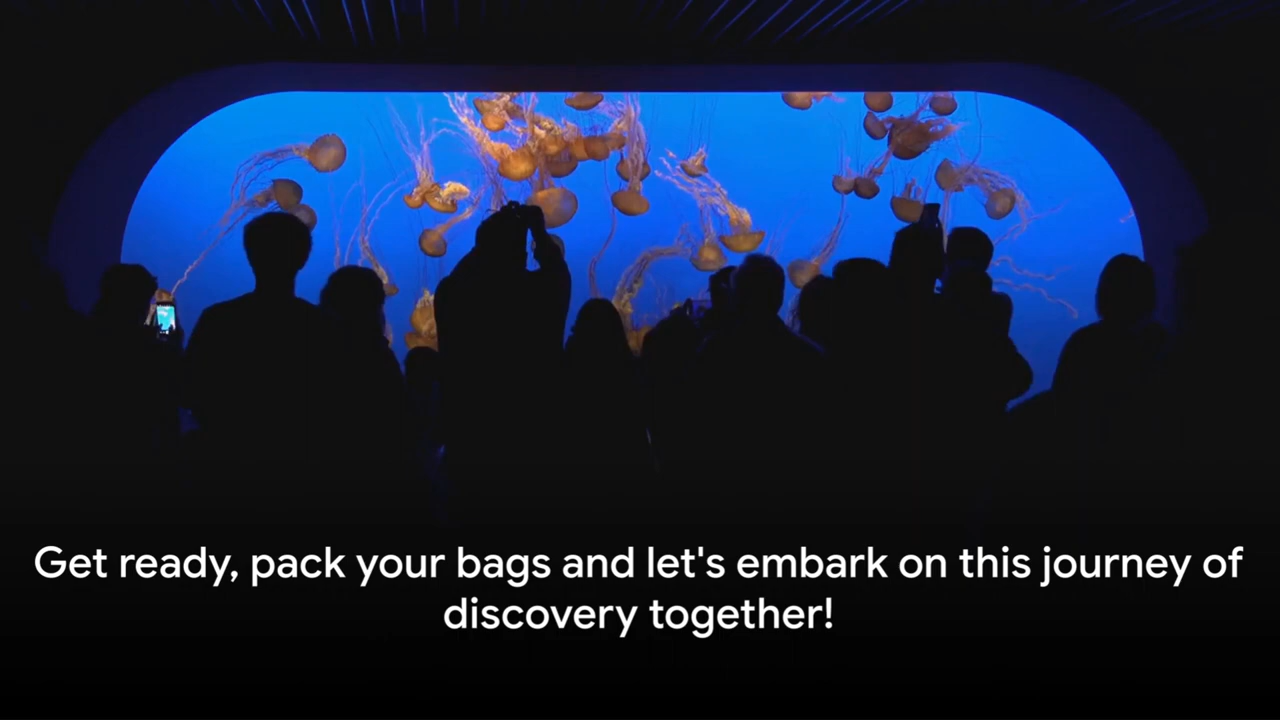 Get ready, pack your bags and let's embark on this journey of
discovery together!